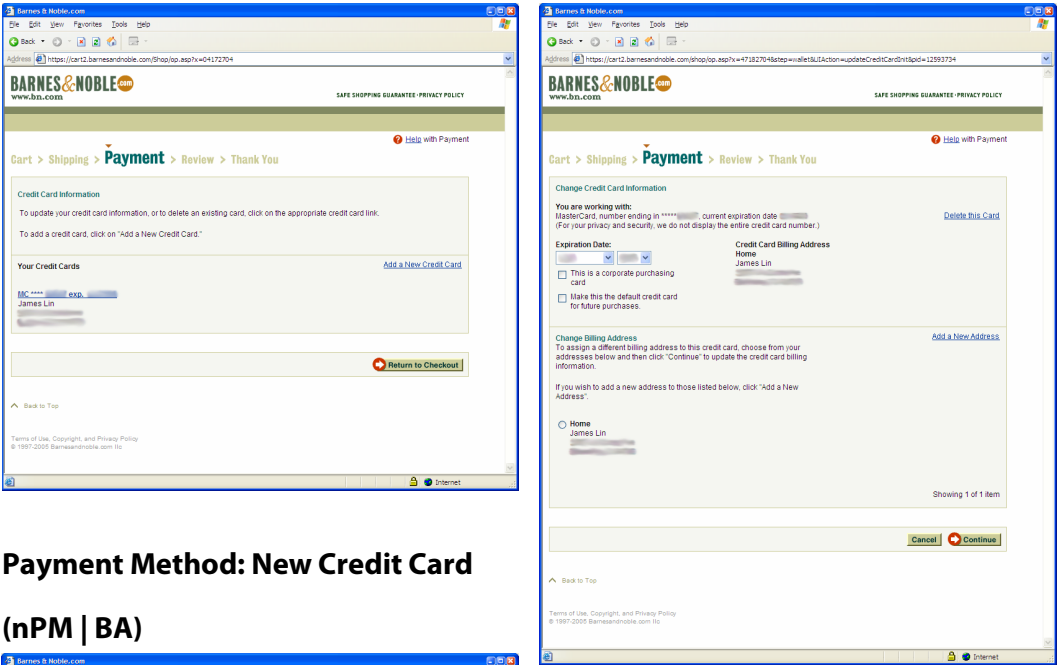 Barnes & Noble.com
File Edit View Favorites Tools Help
Back
Address https://cart2.barnesandnoble.com/Shop/op.asp?x=04172704
BARNES&NOBLE.com
www.bn.com
SAFE SHOPPING GUARANTEE · PRIVACY POLICY
? Help with Payment
Cart > Shipping > Payment > Review > Thank You
Credit Card Information
To update your credit card information, or to delete an existing card, click on the appropriate credit card link.
To add a credit card, click on "Add a New Credit Card."
Your Credit Cards
Add a New Credit Card
MC **** exp.
James Lin
Return to Checkout
Back to Top
Terms of Use, Copyright, and Privacy Policy
© 1997-2005 Barnesandnoble.com llc
Internet
Payment Method: New Credit Card
(nPM | BA)
Barnes & Noble.com
Barnes & Noble.com
File Edit View Favorites Tools Help
Back
Address https://cart2.barnesandnoble.com/shop/op.asp?x=47182704&step=wallet&UIAction=updateCreditCardInit&pid=12593734
BARNES&NOBLE.com
www.bn.com
SAFE SHOPPING GUARANTEE · PRIVACY POLICY
? Help with Payment
Cart > Shipping > Payment > Review > Thank You
Change Credit Card Information
You are working with:
MasterCard, number ending in ***** , current expiration date
Delete this Card
(For your privacy and security, we do not display the entire credit card number.)
Expiration Date:
Credit Card Billing Address
Home
James Lin
This is a corporate purchasing
card
Make this the default credit card
for future purchases.
Change Billing Address
Add a New Address
To assign a different billing address to this credit card, choose from your
addresses below and then click "Continue" to update the credit card billing
information.
If you wish to add a new address to those listed below, click "Add a New
Address".
Home
James Lin
Showing 1 of 1 item
Cancel Continue
Back to Top
Terms of Use, Copyright, and Privacy Policy
© 1997-2005 Barnesandnoble.com llc
Internet